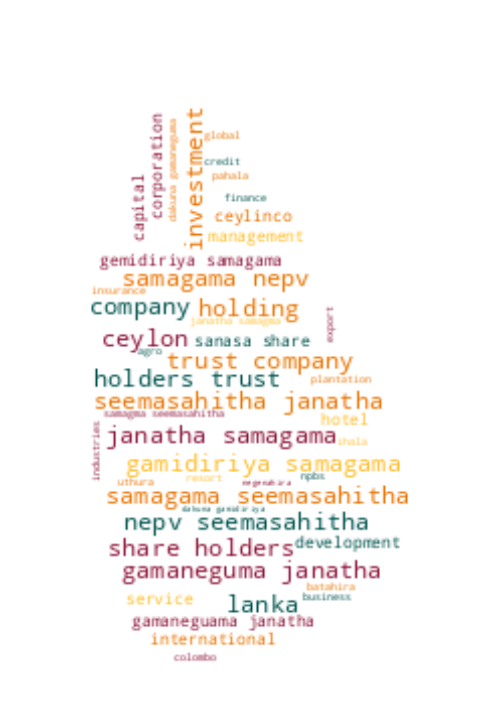 investment
corporation
dakuna gamaneguma
capital
global
credit
pahala
finance
ceylinco
management
gemidiriya samagama
samagama nepv
insurance
company
holding
janatha samagma
export
ceylon
sanasa share
agro
trust company
holders trust
plantation
seemasahitha janatha
samagma seemasahitha
hotel
industries
janatha samagama
ihala
gamidiriya samagama
uthura
resort
negenahira
npbs
samagama seemasahitha
dakuna gamidiriya
nepv seemasahitha
share holders
development
gamaneguma janatha
batahira
service
business
lanka
gamaneguama janatha
international
colombo